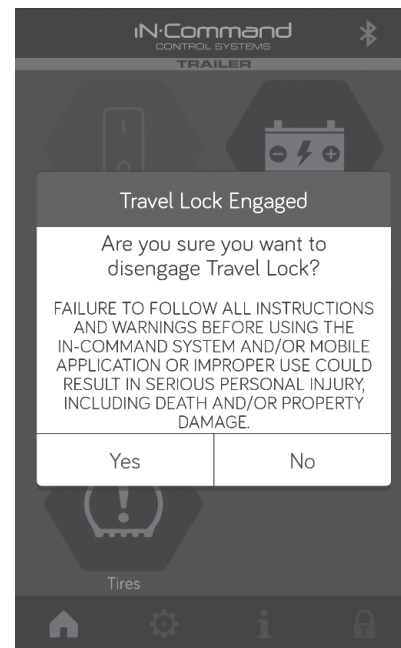 iN·Command
CONTROL SYSTEMS
TRAILER
Travel Lock Engaged
Are you sure you want to
disengage Travel Lock?
FAILURE TO FOLLOW ALL INSTRUCTIONS
AND WARNINGS BEFORE USING THE
IN-COMMAND SYSTEM AND/OR MOBILE
APPLICATION OR IMPROPER USE COULD
RESULT IN SERIOUS PERSONAL INJURY,
INCLUDING DEATH AND/OR PROPERTY
DAMAGE.
Yes
No
Tires